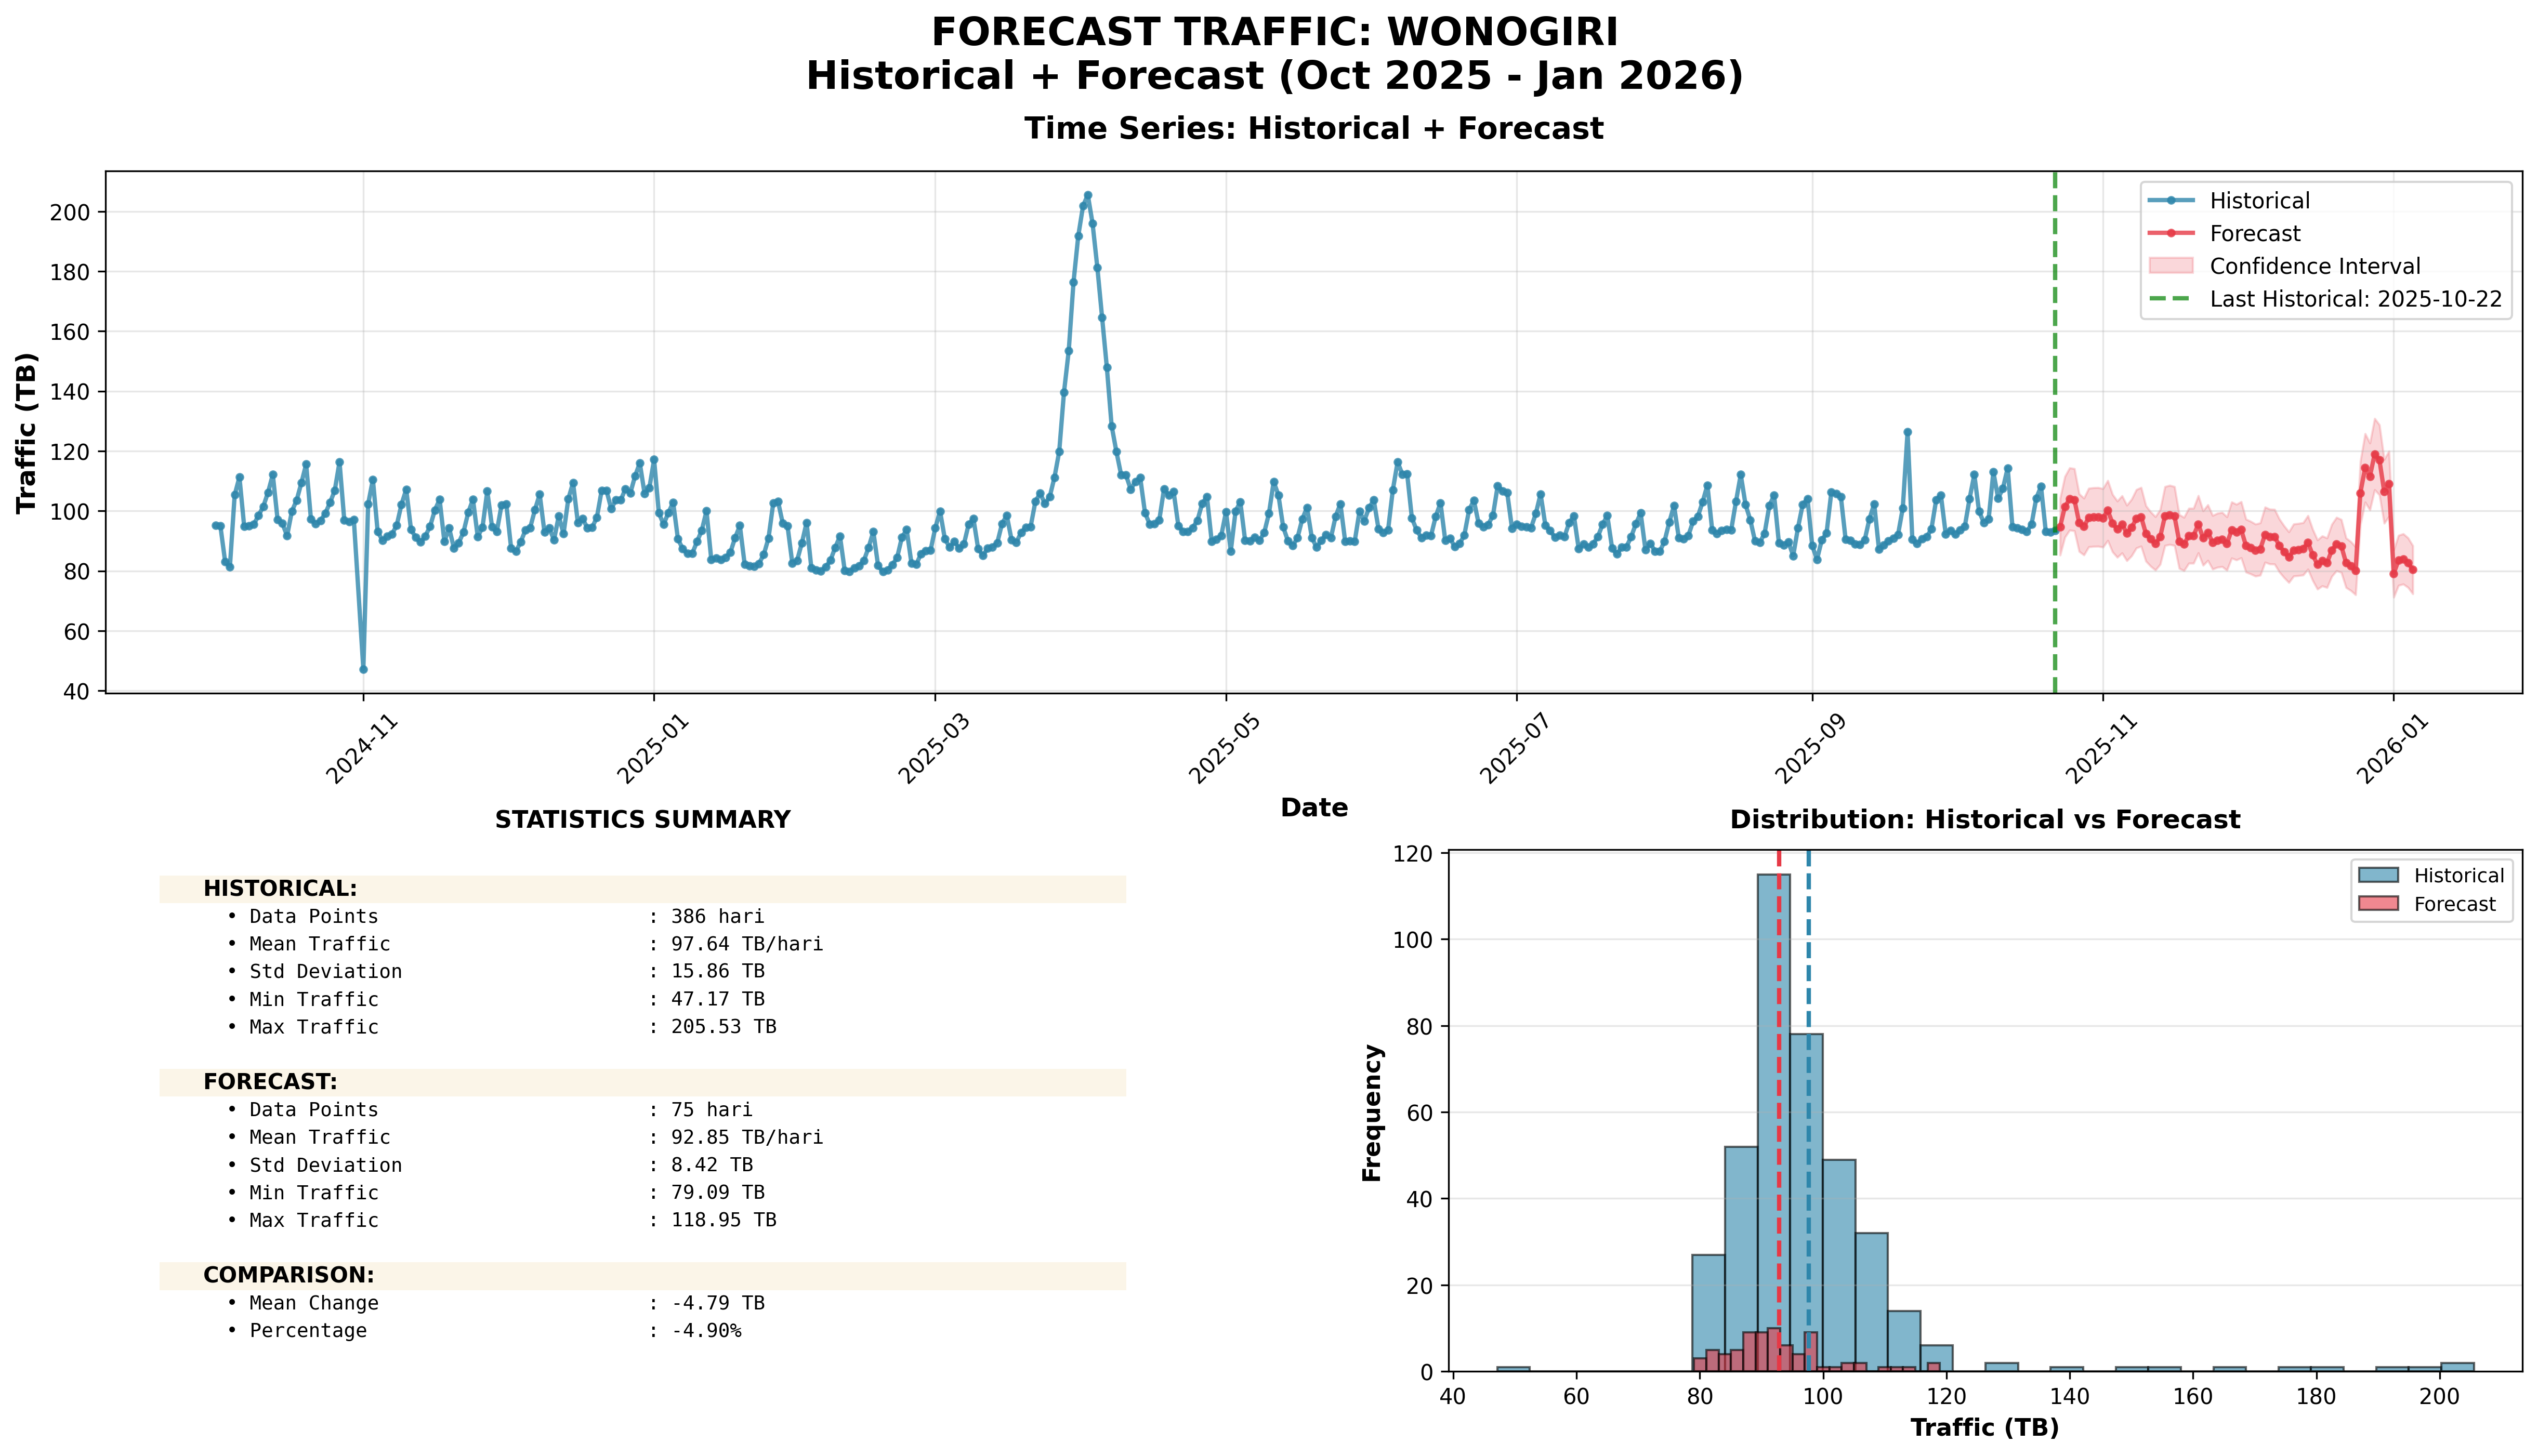 FORECAST TRAFFIC: WONOGIRI
Historical + Forecast (Oct 2025 - Jan 2026)
Time Series: Historical + Forecast
Traffic (TB)
200
180
160
140
120
100
80
60
40
Historical
Forecast
Confidence Interval
Last Historical: 2025-10-22
2024-11
2025-01
2025-03
2025-05
2025-07
2025-09
2025-11
2026-01
Date
STATISTICS SUMMARY
HISTORICAL:
• Data Points : 386 hari
• Mean Traffic : 97.64 TB/hari
• Std Deviation : 15.86 TB
• Min Traffic : 47.17 TB
• Max Traffic : 205.53 TB
FORECAST:
• Data Points : 75 hari
• Mean Traffic : 92.85 TB/hari
• Std Deviation : 8.42 TB
• Min Traffic : 79.09 TB
• Max Traffic : 118.95 TB
COMPARISON:
• Mean Change : -4.79 TB
• Percentage : -4.90%
Distribution: Historical vs Forecast
Frequency
120
100
80
60
40
20
0
Historical
Forecast
40
60
80
100
120
140
160
180
200
Traffic (TB)